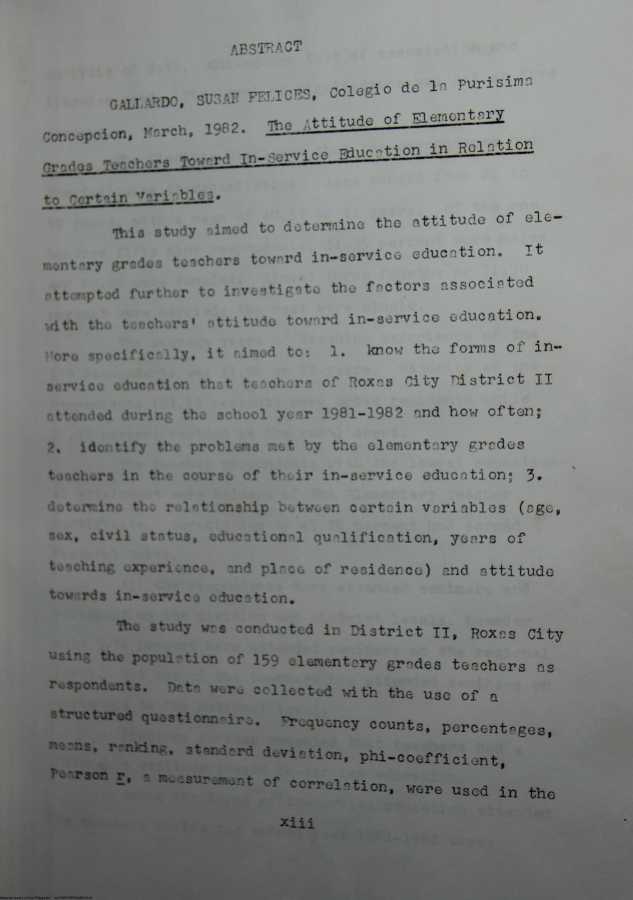 ABSTRACT
GALLARDO, SUSAN FELICES, Colegio de la Purisima
Concepcion, March, 1982. The Attitude of Elementary
Grades Teachers Toward In-Service Education in Relation
to Certain Variables.
This study aimed to determine the attitude of ele-
mentary grades teachers toward in-service education. It
attempted further to investigate the factors associated
with the teachers' attitude toward in-service education.
More specifically, it aimed to: 1. know the forms of in-
service education that teachers of Roxas City District II
attended during the school year 1981-1982 and how often;
2. identify the problems met by the elementary grades
teachers in the course of their in-service education; 3.
determine the relationship between certain variables (age,
sex, civil status, educational qualification, years of
teaching experience, and place of residence) and attitude
towards in-service education.
The study was conducted in District II, Roxas City
using the population of 159 elementary grades teachers as
respondents. Data were collected with the use of a
structured questionnaire. Frequency counts, percentages,
means, ranking, standard deviation, phi-coefficient,
Pearson r, a measurement of correlation, were used in the
xiii